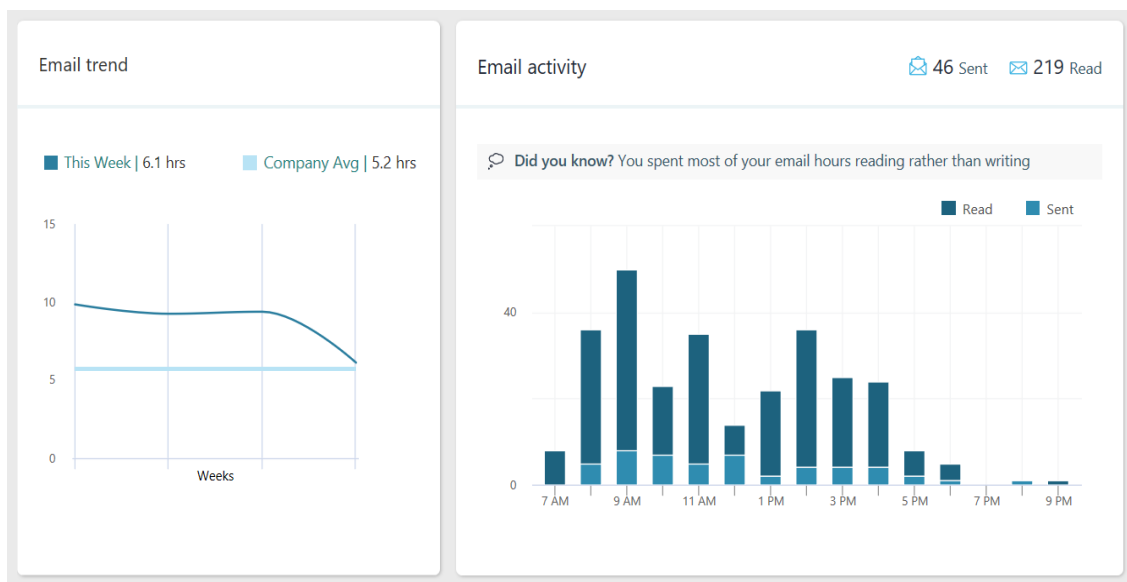 Email trend
This Week | 6.1 hrs
Company Avg | 5.2 hrs
15
10
5
0
Weeks
Email activity
46 Sent
219 Read
Did you know? You spent most of your email hours reading rather than writing
Read
Sent
40
0
7 AM
9 AM
11 AM
1 PM
3 PM
5 PM
7 PM
9 PM